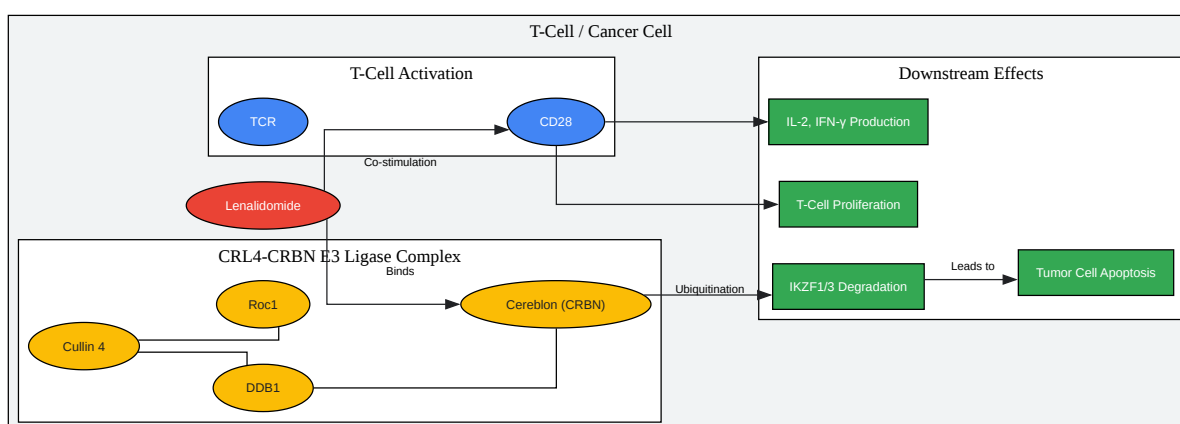 T-Cell / Cancer Cell
T-Cell Activation
Downstream Effects
TCR
CD28
IL-2, IFN-γ Production
Co-stimulation
Lenalidomide
T-Cell Proliferation
CRL4-CRBN E3 Ligase Complex
Binds
Leads to
IKZF1/3 Degradation
Tumor Cell Apoptosis
Ubiquitination
Roc1
Cereblon (CRBN)
Cullin 4
DDB1